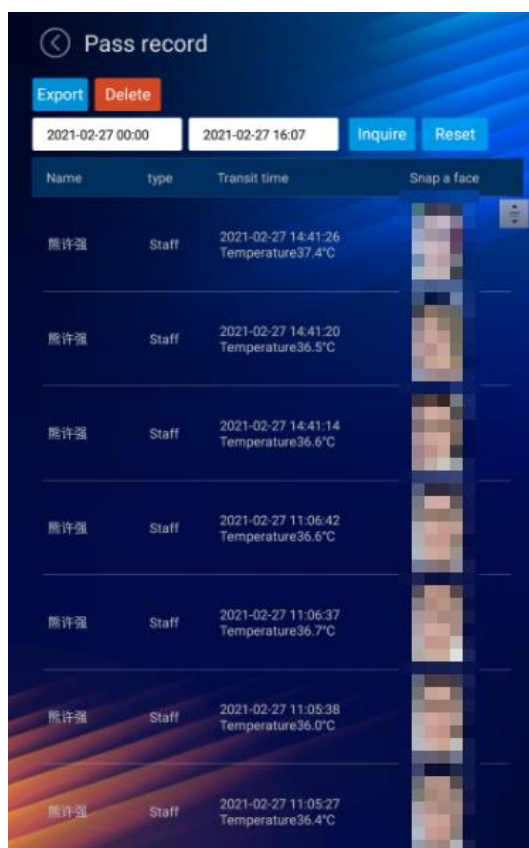 Pass record
Export Delete
2021-02-27 00:00 2021-02-27 16:07 Inquire Reset
Name type Transit time Snap a face
熊许强 Staff 2021-02-27 14:41:26
Temperature37.4°C
熊许强 Staff 2021-02-27 14:41:20
Temperature36.5°C
熊许强 Staff 2021-02-27 14:41:14
Temperature36.6°C
熊许强 Staff 2021-02-27 11:06:42
Temperature36.6°C
熊许强 Staff 2021-02-27 11:06:37
Temperature36.7°C
熊许强 Staff 2021-02-27 11:05:38
Temperature36.0°C
熊许强 Staff 2021-02-27 11:05:27
Temperature36.4°C